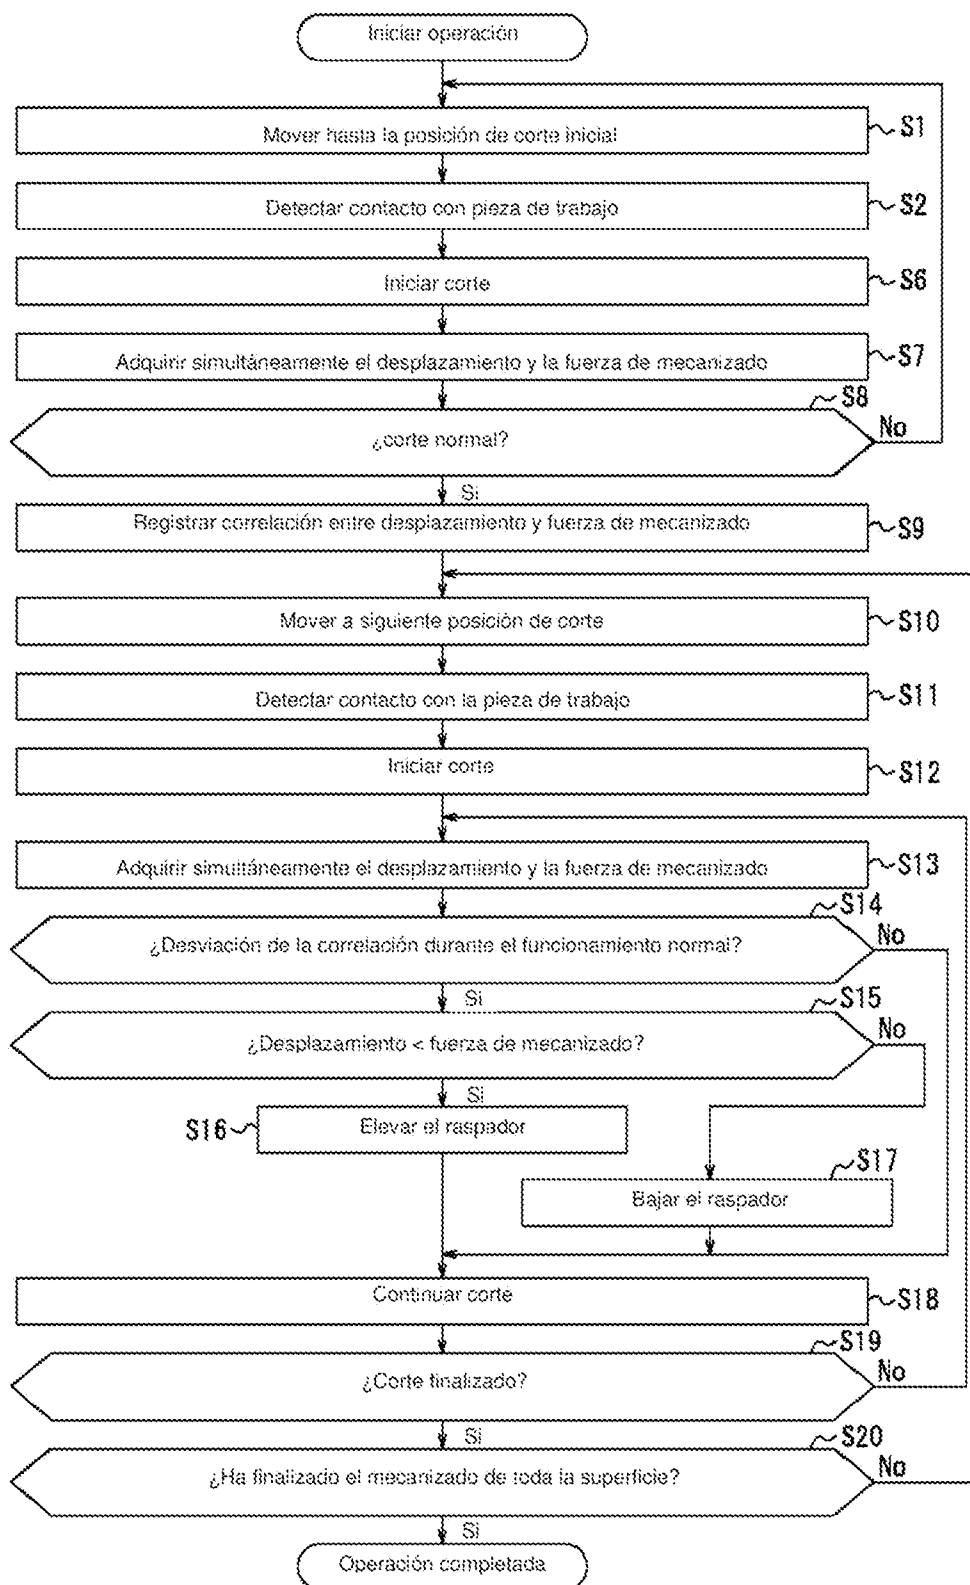 Iniciar operación
Mover hasta la posición de corte inicial
S1
Detectar contacto con pieza de trabajo
S2
Iniciar corte
S6
Adquirir simultáneamente el desplazamiento y la fuerza de mecanizado
S7
S8
¿corte normal?
No
Si
Registrar correlación entre desplazamiento y fuerza de mecanizado
S9
Mover a siguiente posición de corte
S10
Detectar contacto con la pieza de trabajo
S11
Iniciar corte
S12
Adquirir simultáneamente el desplazamiento y la fuerza de mecanizado
S13
S14
¿Desviación de la correlación durante el funcionamiento normal?
No
Si
S15
¿Desplazamiento < fuerza de mecanizado?
No
Si
S16
Elevar el raspador
S17
Bajar el raspador
Continuar corte
S18
S19
¿Corte finalizado?
No
Si
S20
¿Ha finalizado el mecanizado de toda la superficie?
No
Si
Operación completada